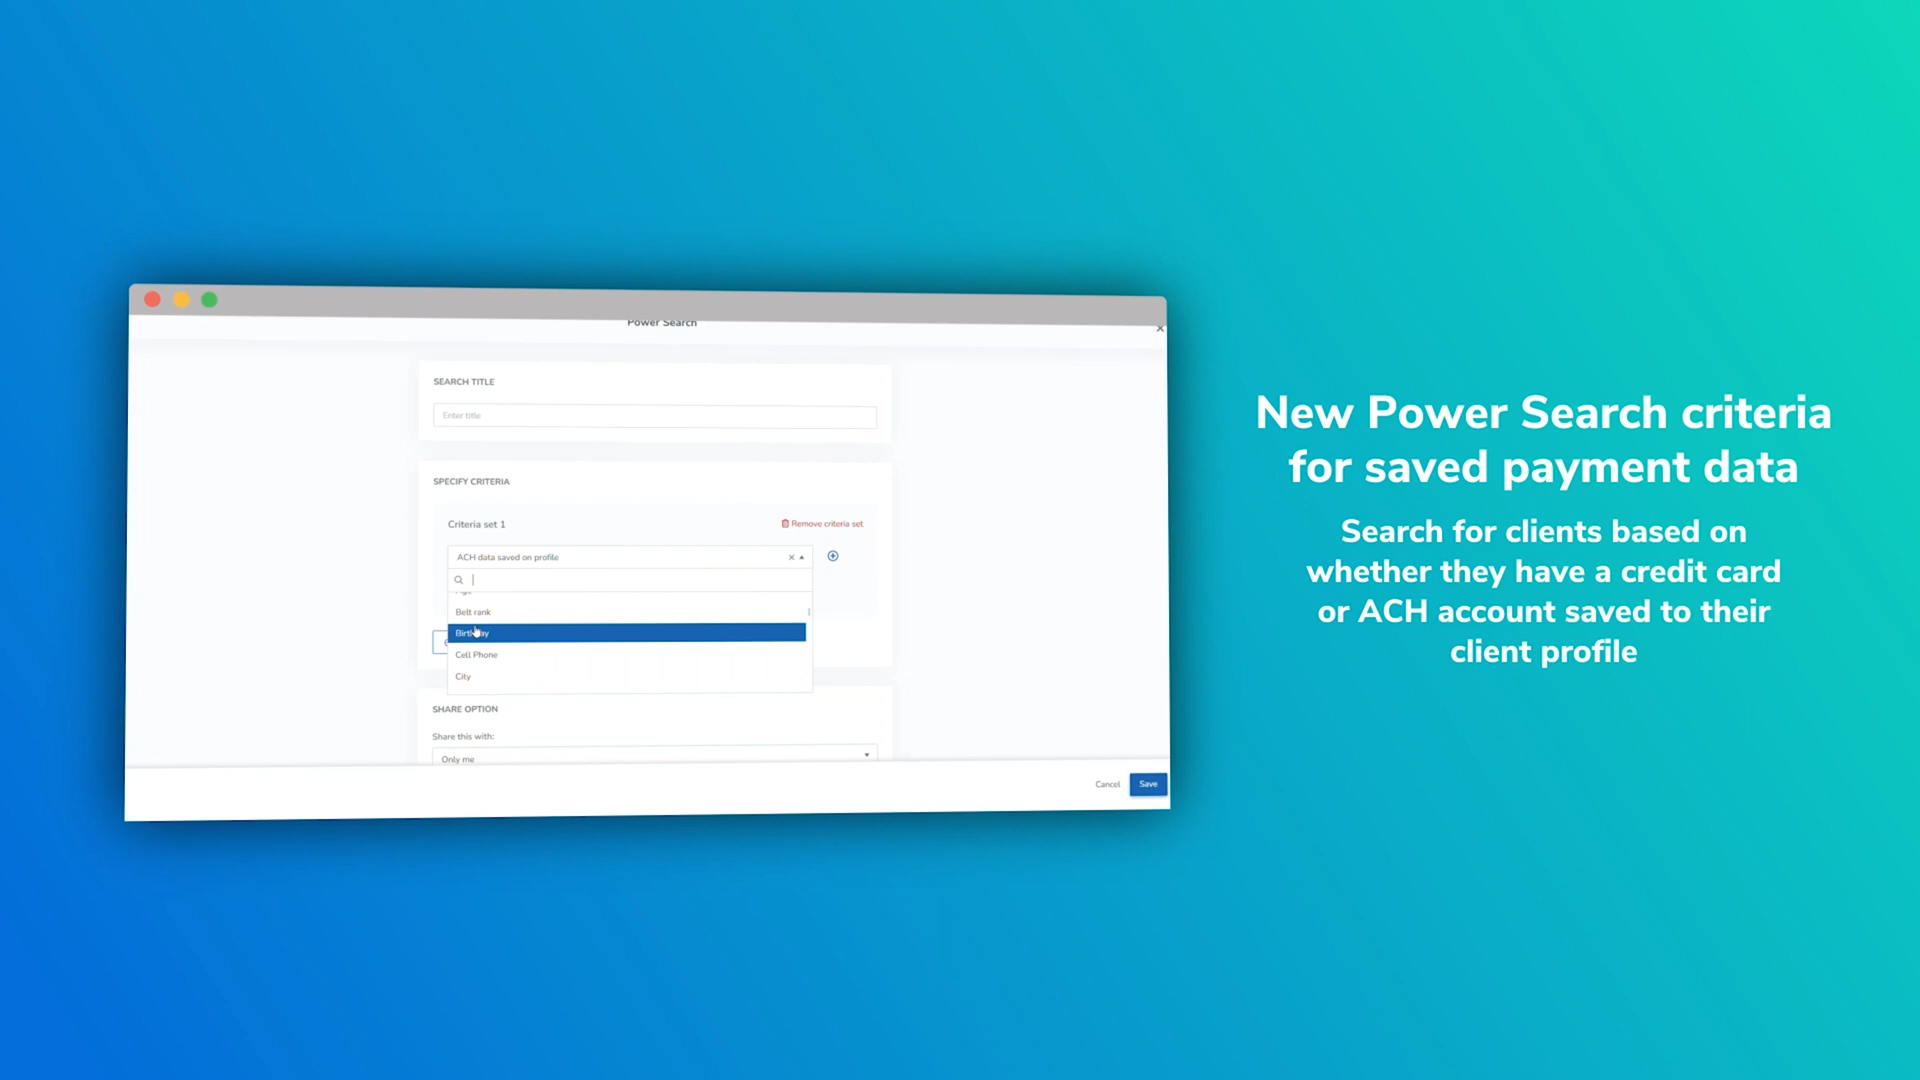 Power Search
SEARCH TITLE
Enter title
SPECIFY CRITERIA
Criteria set 1
Remove criteria set
ACH data saved on profile
Belt rank
Birthday
Cell Phone
City
SHARE OPTION
Share this with:
Only me
Cancel
Save
New Power Search criteria
for saved payment data
Search for clients based on
whether they have a credit card
or ACH account saved to their
client profile